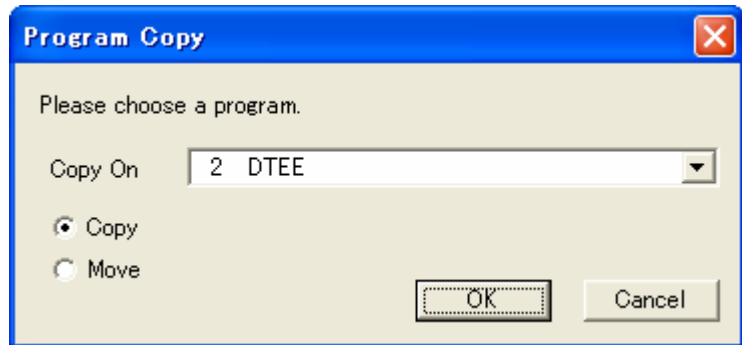 Program Copy
Please choose a program.
Copy On 2 DTEE
Copy
Move
OK Cancel